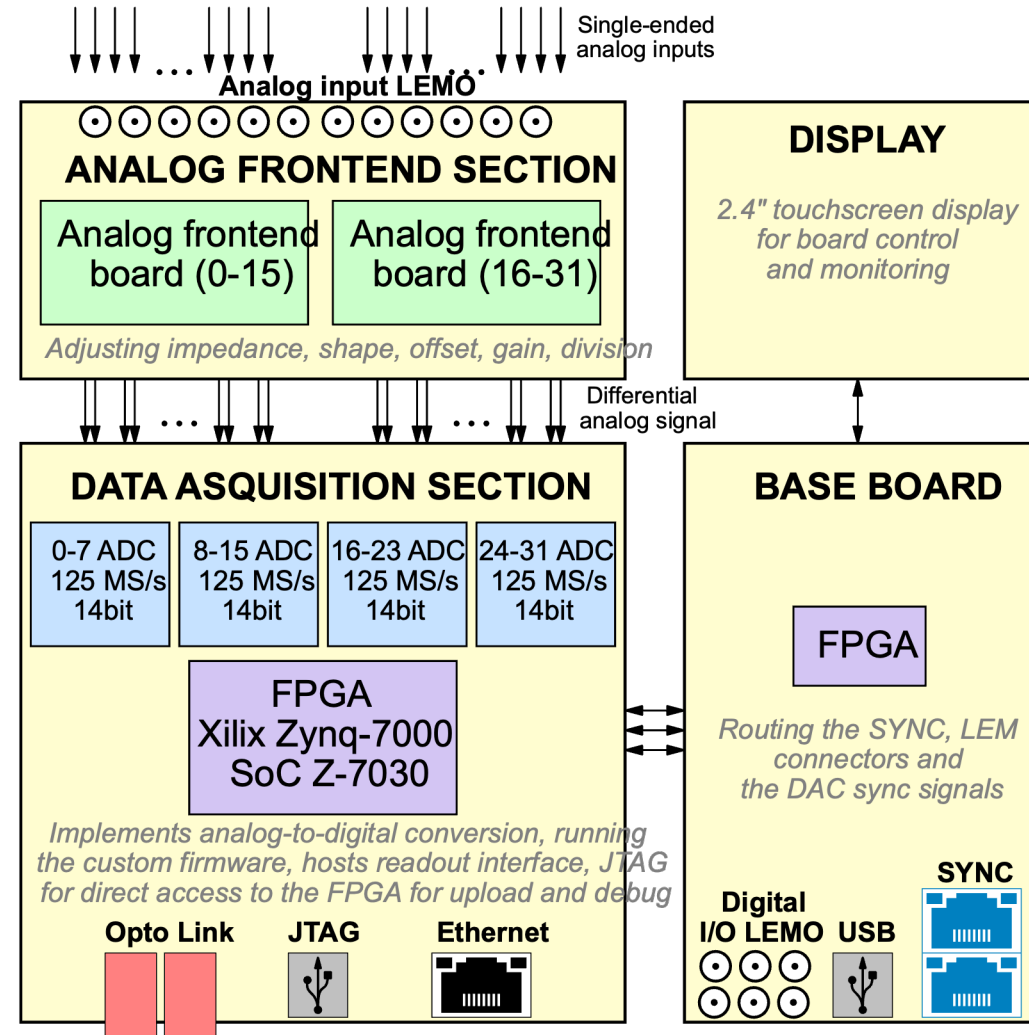 Single-ended
analog inputs
Analog input LEMO
ANALOG FRONTEND SECTION
Analog frontend
board (0-15)
Analog frontend
board (16-31)
Adjusting impedance, shape, offset, gain, division
DISPLAY
2.4" touchscreen display
for board control
and monitoring
Differential
analog signal
DATA ASQUISITION SECTION
0-7 ADC
125 MS/s
14bit
8-15 ADC
125 MS/s
14bit
16-23 ADC
125 MS/s
14bit
24-31 ADC
125 MS/s
14bit
FPGA
Xilix Zynq-7000
SoC Z-7030
Implements analog-to-digital conversion, running
the custom firmware, hosts readout interface, JTAG
for direct access to the FPGA for upload and debug
Opto Link
JTAG
Ethernet
BASE BOARD
FPGA
Routing the SYNC, LEM
connectors and
the DAC sync signals
Digital
I/O LEMO
USB
SYNC